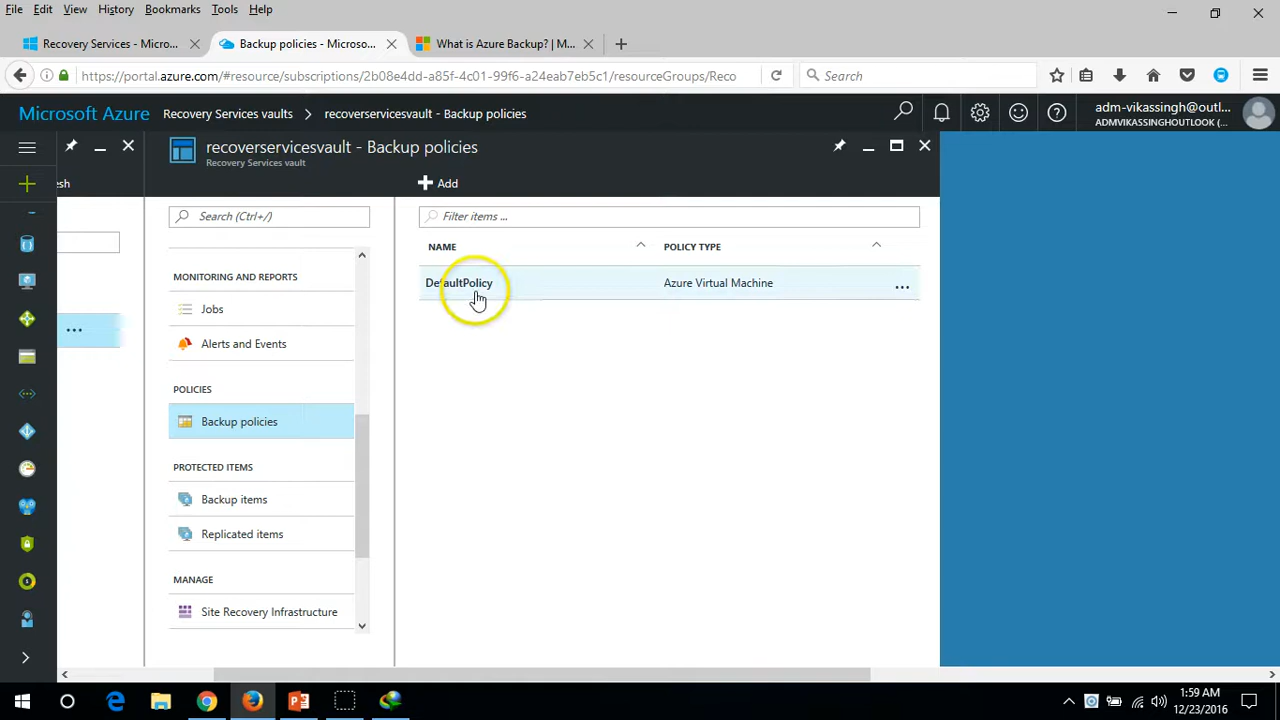 File Edit View History Bookmarks Tools Help
Recovery Services - Micro...
Backup policies - Microso...
What is Azure Backup? | M...
https://portal.azure.com/#resource/subscriptions/2b08e4dd-a85f-4c01-99f6-a24eb7eb5c1/resourceGroups/Reco
Search
Microsoft Azure Recovery Services vaults > recoverservicesvault - Backup policies
adm-vikassingh@outl...
ADMVIKASSINGHOUTLOOK (...
esh
recoverservicesvault - Backup policies
Recovery Services vault
Add
Search (Ctrl+/)
Filter items ...
NAME POLICY TYPE
DefaultPolicy Azure Virtual Machine ...
MONITORING AND REPORTS
Jobs
Alerts and Events
POLICIES
Backup policies
PROTECTED ITEMS
Backup items
Replicated items
MANAGE
Site Recovery Infrastructure
1:59 AM
12/23/2016